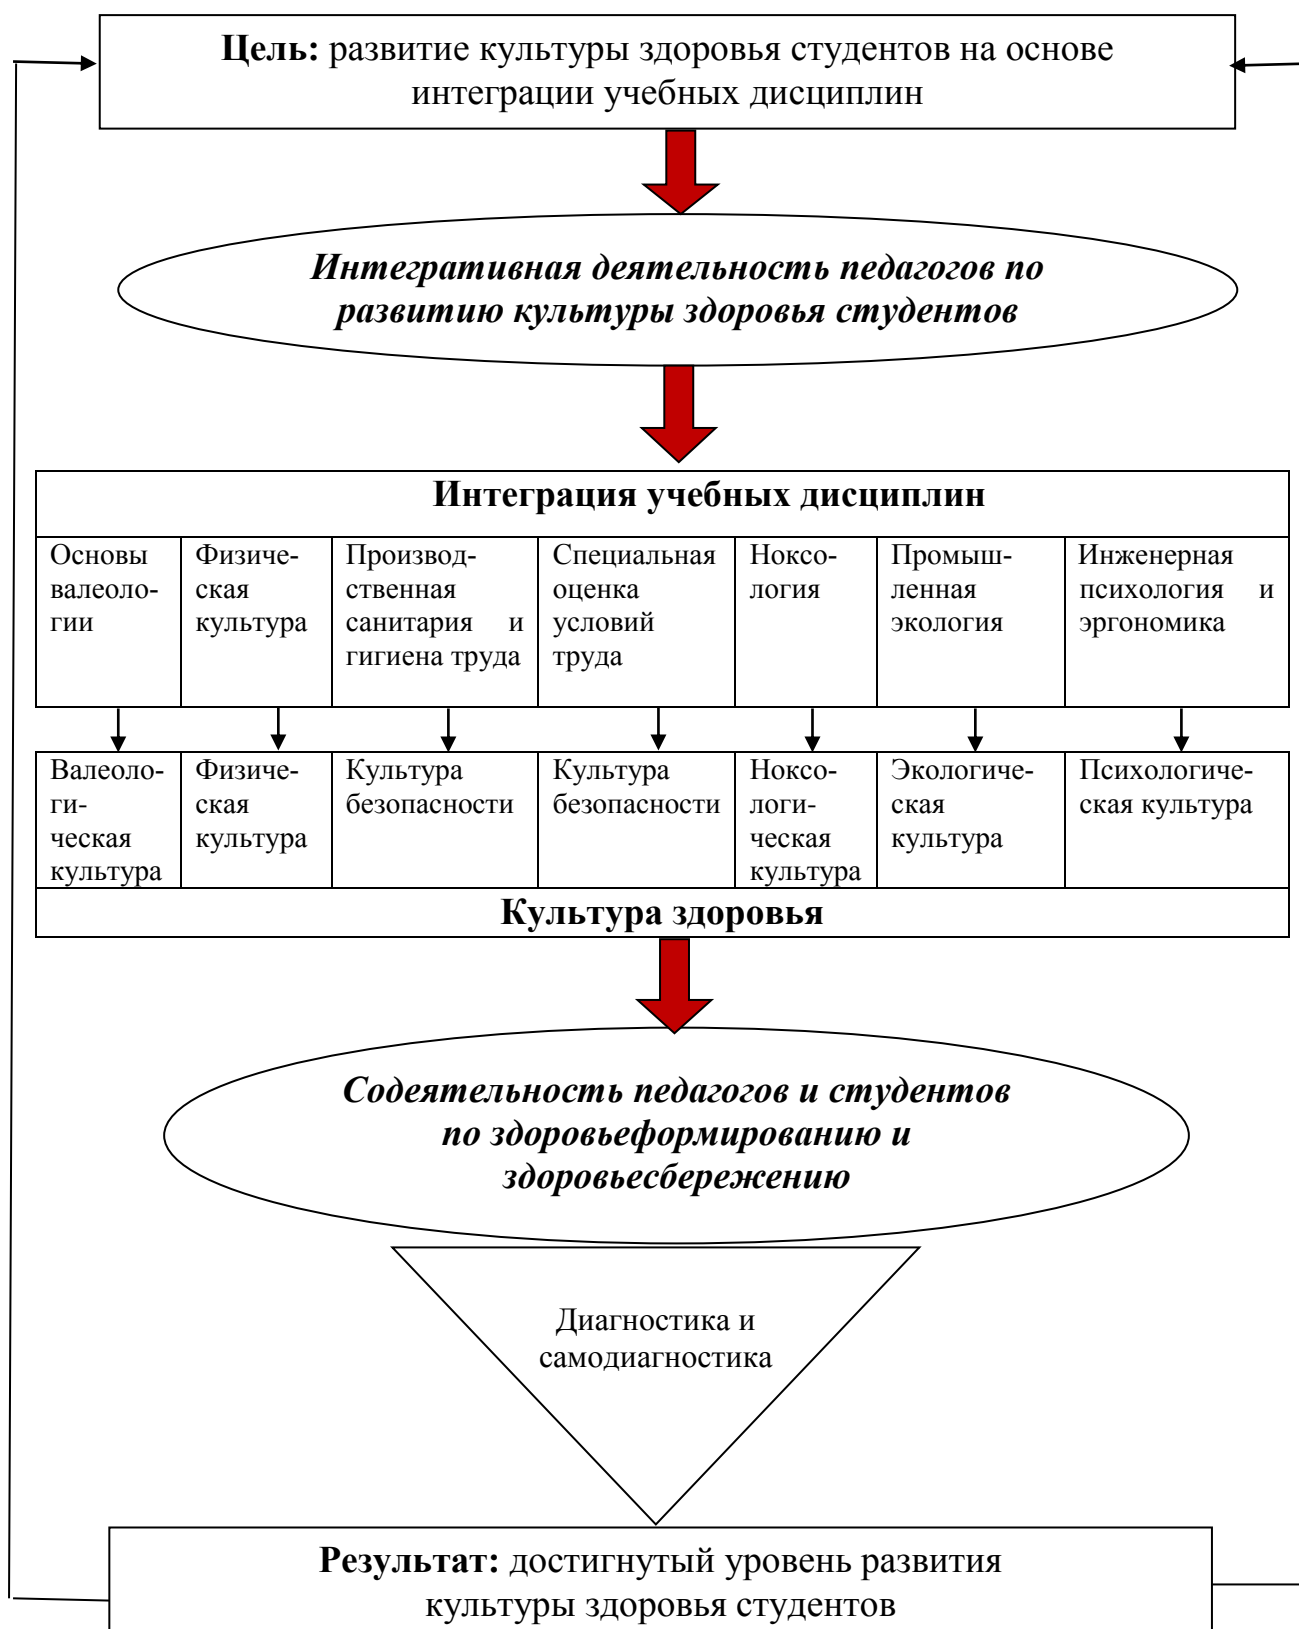 Цель: развитие культуры здоровья студентов на основе
интеграции учебных дисциплин
Интегративная деятельность педагогов по
развитию культуры здоровья студентов
Интеграция учебных дисциплин
Основы
валеоло-
гии
Физиче-
ская
культура
Производ-
ственная
санитария и
гигиена труда
Специальная
оценка
условий
труда
Ноксо-
логия
Промыш-
ленная
экология
Инженерная
психология и
эргономика
Валеоло-
ги-
ческая
культура
Физиче-
ская
культура
Культура
безопасности
Культура
безопасности
Ноксо-
логи-
ческая
культура
Экологиче-
ская
культура
Психологиче-
ская культура
Культура здоровья
Содеятельность педагогов и студентов
по здоровьеформированию и
здоровьесбережению
Диагностика и
самодиагностика
Результат: достигнутый уровень развития
культуры здоровья студентов